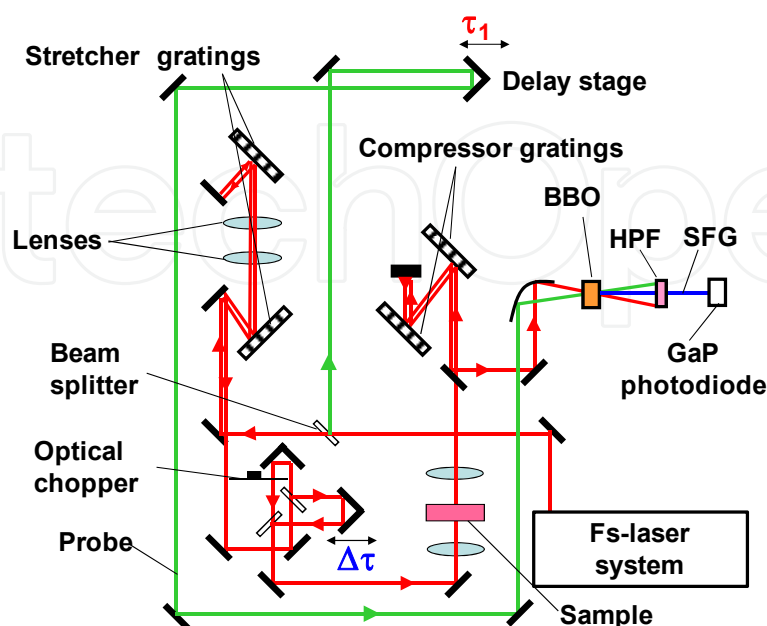 τ1
Stretcher gratings
Delay stage
Compressor gratings
BBO
HPF
SFG
Lenses
GaP
photodiode
Beam
splitter
Optical
chopper
Probe
Δτ
Fs-laser
system
Sample
techOpe